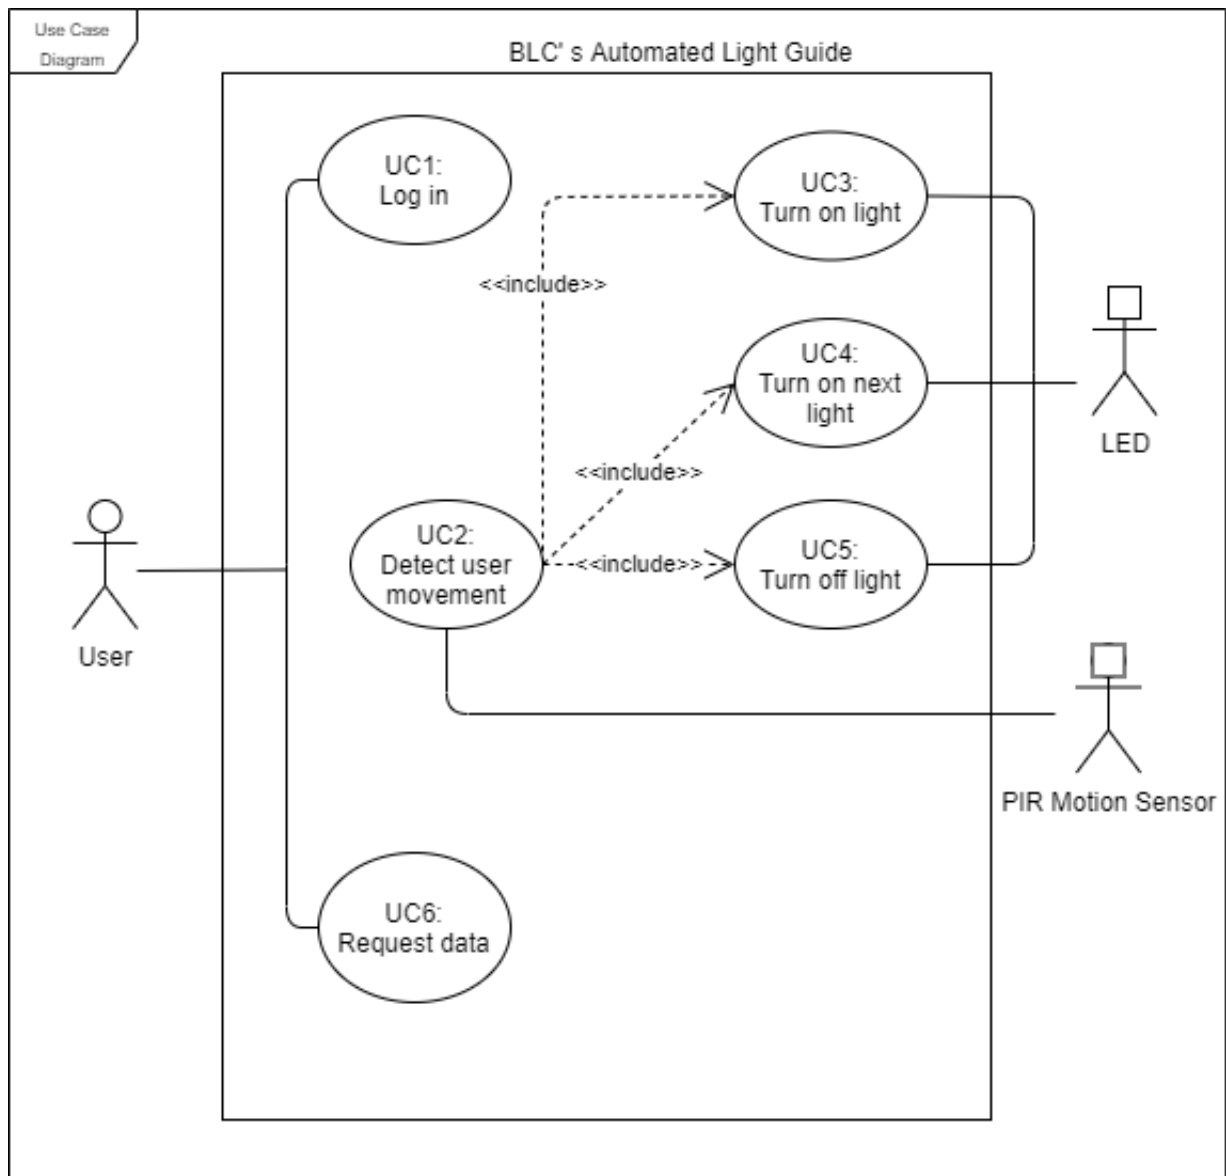 Use Case
Diagram
BLC' s Automated Light Guide
UC1:
Log in
UC3:
Turn on light
<<include>>
UC4:
Turn on next
light
LED
<<include>>
UC2:
Detect user
movement
<<include>>
UC5:
Turn off light
User
PIR Motion Sensor
UC6:
Request data